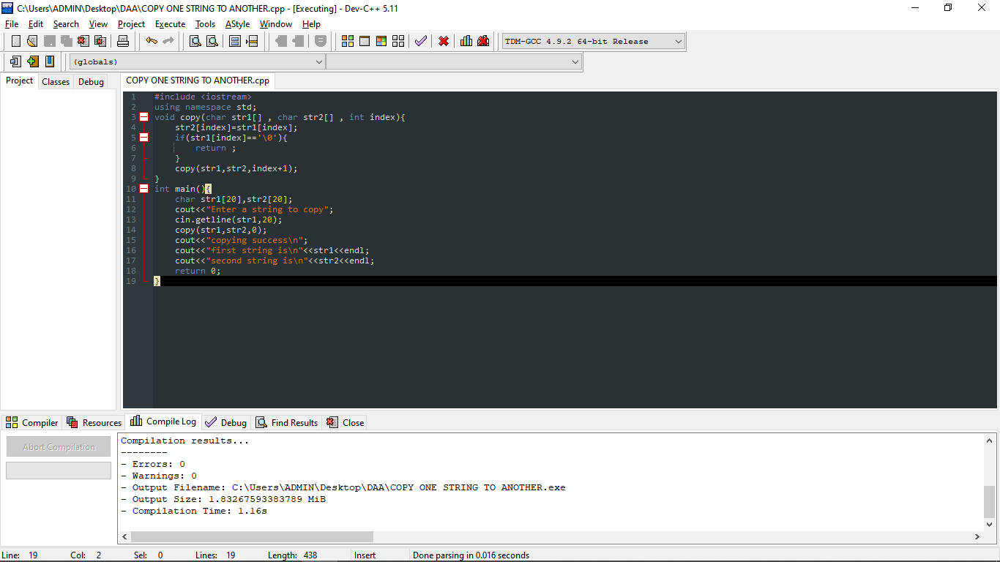 C:\Users\ADMIN\Desktop\DAA\COPY ONE STRING TO ANOTHER.cpp - [Executing] - Dev-C++ 5.11
File Edit Search View Project Execute Tools AStyle Window Help
TDM-GCC 4.9.2 64-bit Release
(globals)
Project Classes Debug
COPY ONE STRING TO ANOTHER.cpp
1 #include <iostream>
2 using namespace std;
3 void copy(char str1[] , char str2[] , int index){
4 str2[index]=str1[index];
5 if(str1[index]=='\0'){
6 return ;
7 }
8 copy(str1,str2,index+1);
9 }
10 int main(){
11 char str1[20],str2[20];
12 cout<<"Enter a string to copy";
13 cin.getline(str1,20);
14 copy(str1,str2,0);
15 cout<<"copying success\n";
16 cout<<"first string is\n"<<str1<<endl;
17 cout<<"second string is\n"<<str2<<endl;
18 return 0;
19 }
Compiler Resources Compile Log Debug Find Results Close
Abort Compilation
Compilation results...
--------
- Errors: 0
- Warnings: 0
- Output Filename: C:\Users\ADMIN\Desktop\DAA\COPY ONE STRING TO ANOTHER.exe
- Output Size: 1.83267593383789 MiB
- Compilation Time: 1.16s
Line: 19 Col: 2 Sel: 0 Lines: 19 Length: 438 Insert Done parsing in 0.016 seconds